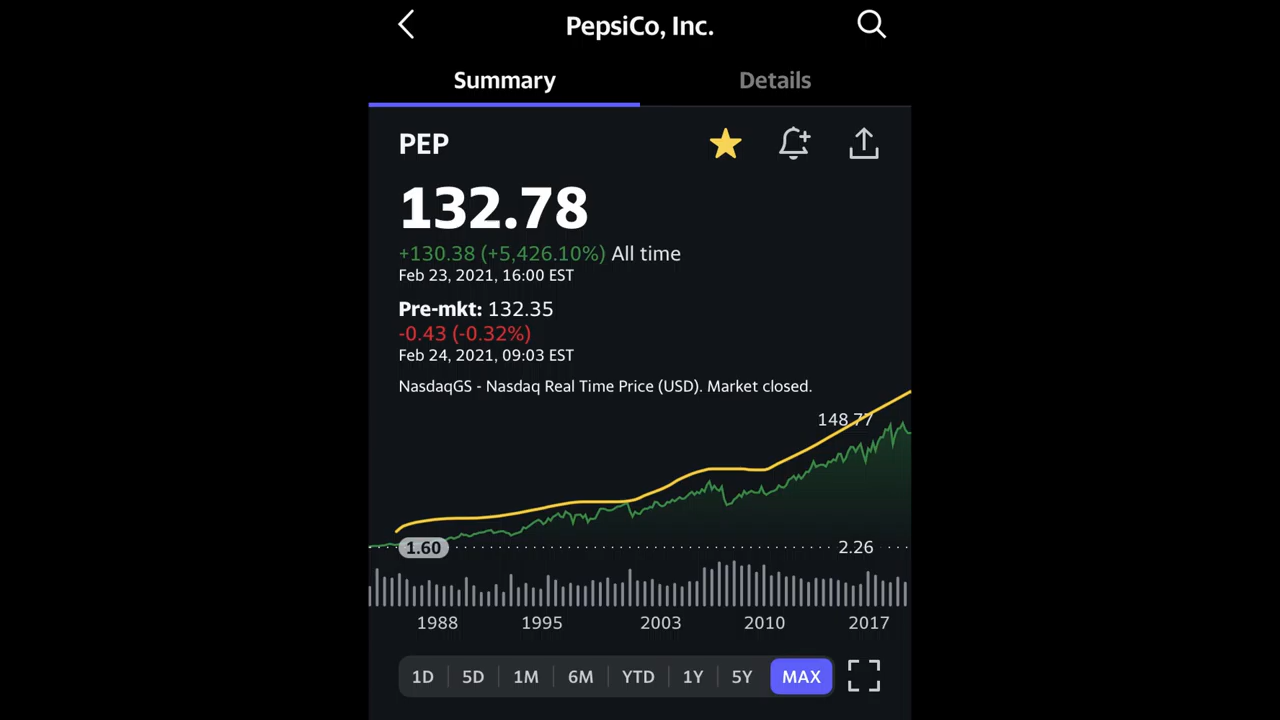 PepsiCo, Inc.
Summary Details
PEP
132.78
+130.38 (+5,426.10%) All time
Feb 23, 2021, 16:00 EST
Pre-mkt: 132.35
-0.43 (-0.32%)
Feb 24, 2021, 09:03 EST
NasdaqGS - Nasdaq Real Time Price (USD). Market closed.
148.77
1.60 2.26
1988 1995 2003 2010 2017
1D 5D 1M 6M YTD 1Y 5Y MAX